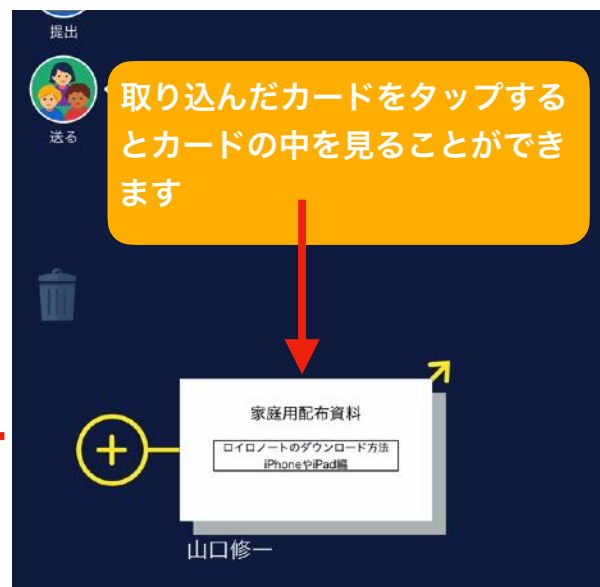 提出
送る
取り込んだカードをタップする
とカードの中を見ることができ
ます
家庭用配布資料
ロイロノートのダウンロード方法
iPhoneやiPad編
山口修一